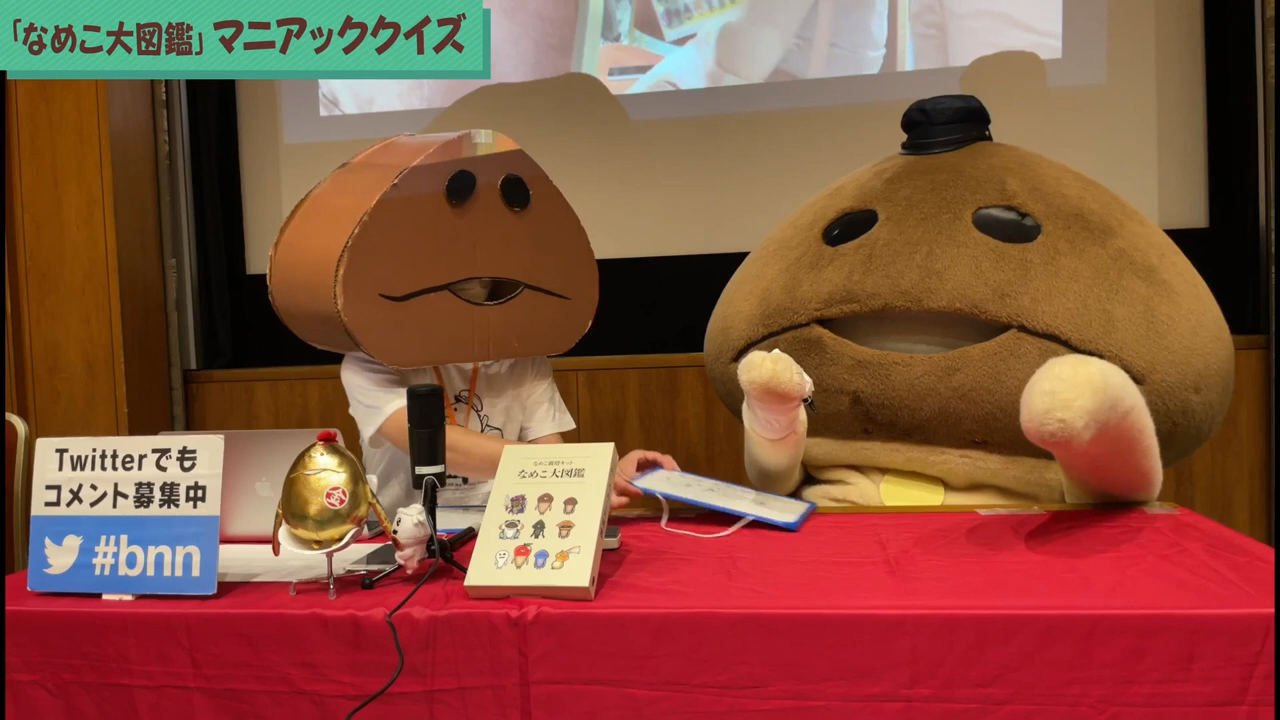 「なめこ大図鑑」マニアッククイズ
Twitterでも
コメント募集中
#bnn
なめこ栽培キット
なめこ大図鑑